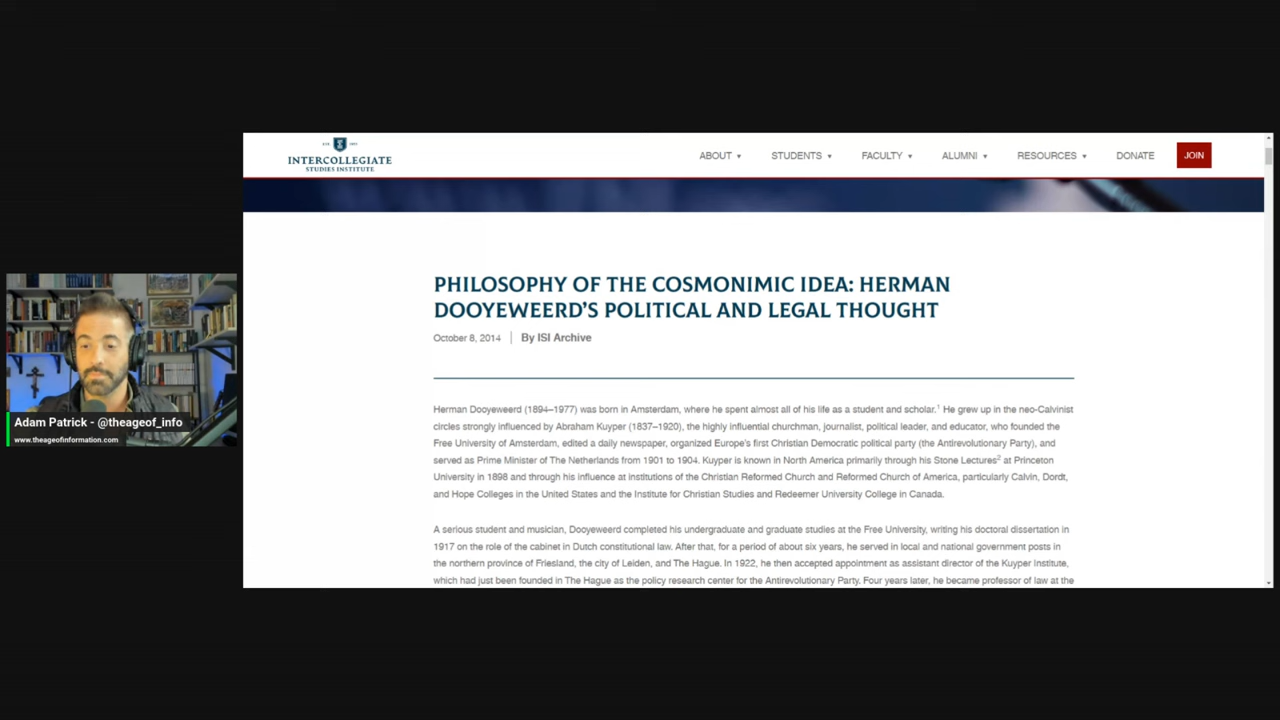 INTERCOLLEGIATE
STUDIES INSTITUTE
ABOUT ▾ STUDENTS ▾ FACULTY ▾ ALUMNI ▾ RESOURCES ▾ DONATE JOIN
PHILOSOPHY OF THE COSMONIMIC IDEA: HERMAN
DOOYEWEERD'S POLITICAL AND LEGAL THOUGHT
October 8, 2014 | By ISI Archive
Herman Dooyeweerd (1894–1977) was born in Amsterdam, where he spent almost all of his life as a student and scholar.1 He grew up in the neo-Calvinist
circles strongly influenced by Abraham Kuyper (1837–1920), the highly influential churchman, journalist, political leader, and educator, who founded the
Free University of Amsterdam, edited a daily newspaper, organized Europe's first Christian Democratic political party (the Antirevolutionary Party), and
served as Prime Minister of The Netherlands from 1901 to 1904. Kuyper is known in North America primarily through his Stone Lectures2 at Princeton
University in 1898 and through his influence at institutions of the Christian Reformed Church and Reformed Church of America, particularly Calvin, Dordt,
and Hope Colleges in the United States and the Institute for Christian Studies and Redeemer University College in Canada.
A serious student and musician, Dooyeweerd completed his undergraduate and graduate studies at the Free University, writing his doctoral dissertation in
1917 on the role of the cabinet in Dutch constitutional law. After that, for a period of about six years, he served in local and national government posts in
the northern province of Friesland, the city of Leiden, and The Hague. In 1922, he then accepted appointment as assistant director of the Kuyper Institute,
which had just been founded in The Hague as the policy research center for the Antirevolutionary Party. Four years later, he became professor of law at the
Adam Patrick - @theageof_info
www.theageofinformation.com